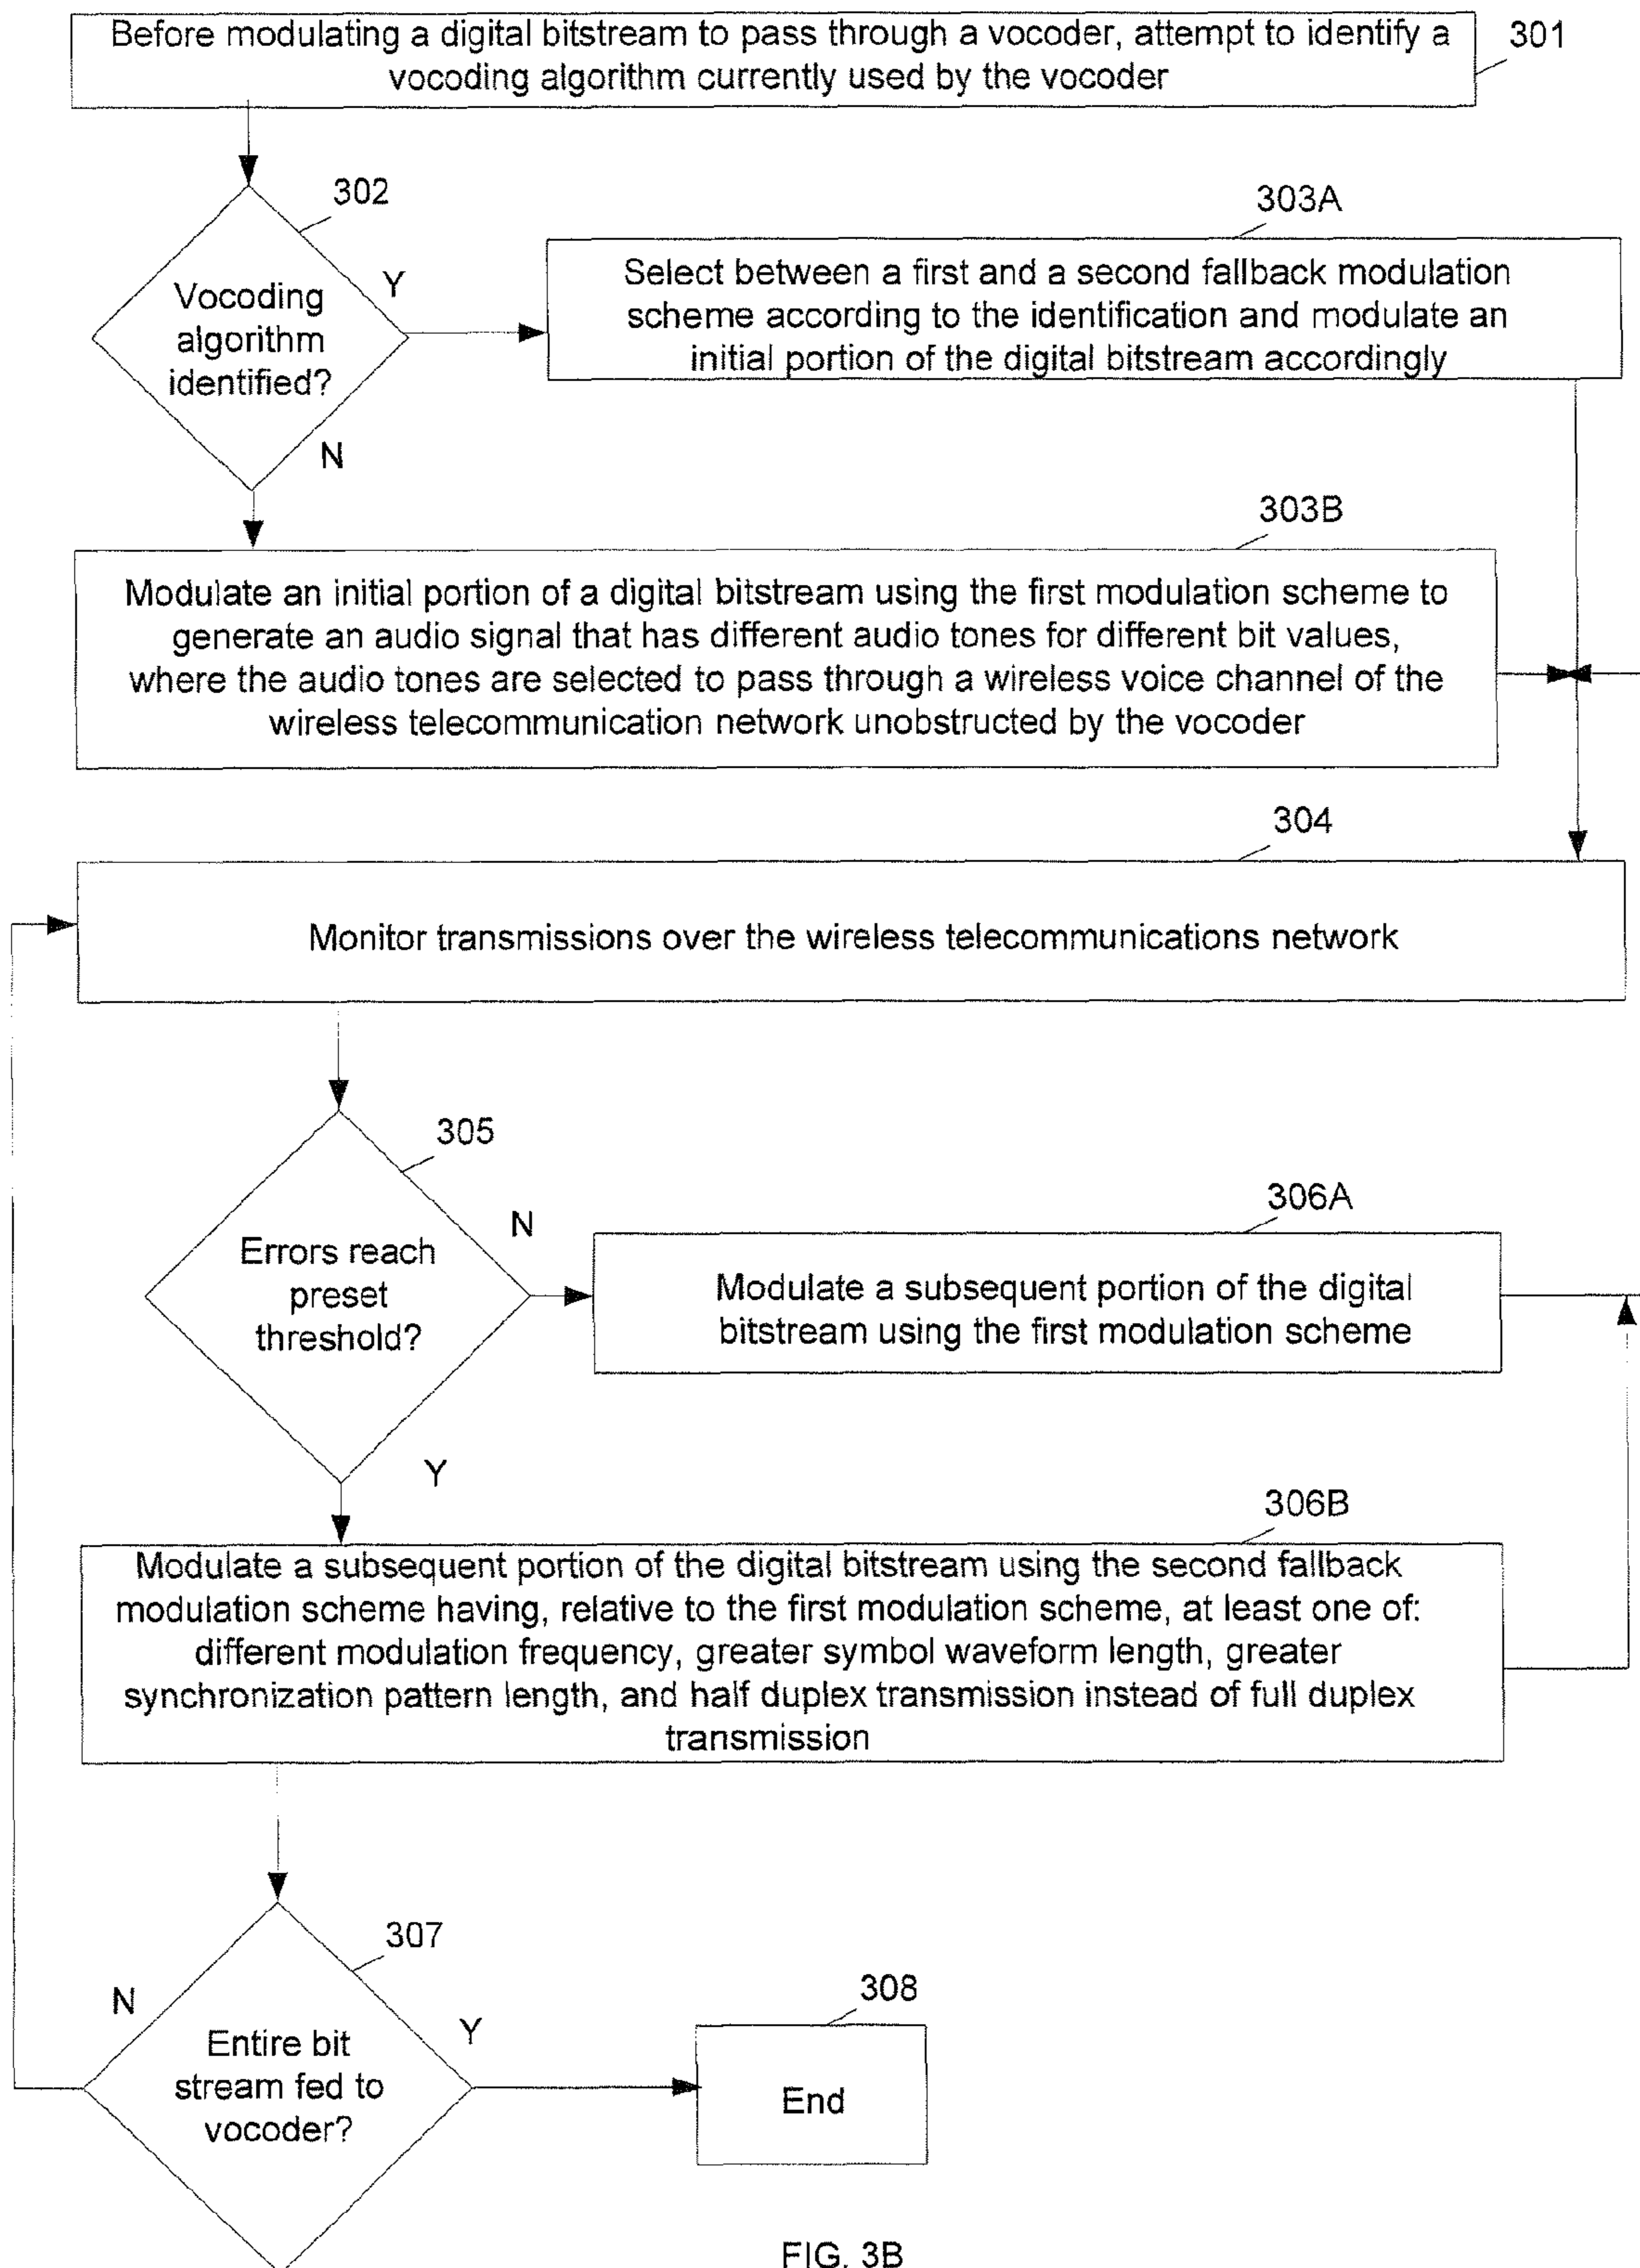 Before modulating a digital bitstream to pass through a vocoder, attempt to identify a
vocoding algorithm currently used by the vocoder
301
302
Vocoding
algorithm
identified?
Y
N
303A
Select between a first and a second fallback modulation
scheme according to the identification and modulate an
initial portion of the digital bitstream accordingly
303B
Modulate an initial portion of a digital bitstream using the first modulation scheme to
generate an audio signal that has different audio tones for different bit values,
where the audio tones are selected to pass through a wireless voice channel of the
wireless telecommunication network unobstructed by the vocoder
304
Monitor transmissions over the wireless telecommunications network
305
Errors reach
preset
threshold?
N
Y
306A
Modulate a subsequent portion of the digital
bitstream using the first modulation scheme
306B
Modulate a subsequent portion of the digital bitstream using the second fallback
modulation scheme having, relative to the first modulation scheme, at least one of:
different modulation frequency, greater symbol waveform length, greater
synchronization pattern length, and half duplex transmission instead of full duplex
transmission
307
N
Entire bit
stream fed to
vocoder?
Y
308
End
FIG. 3B